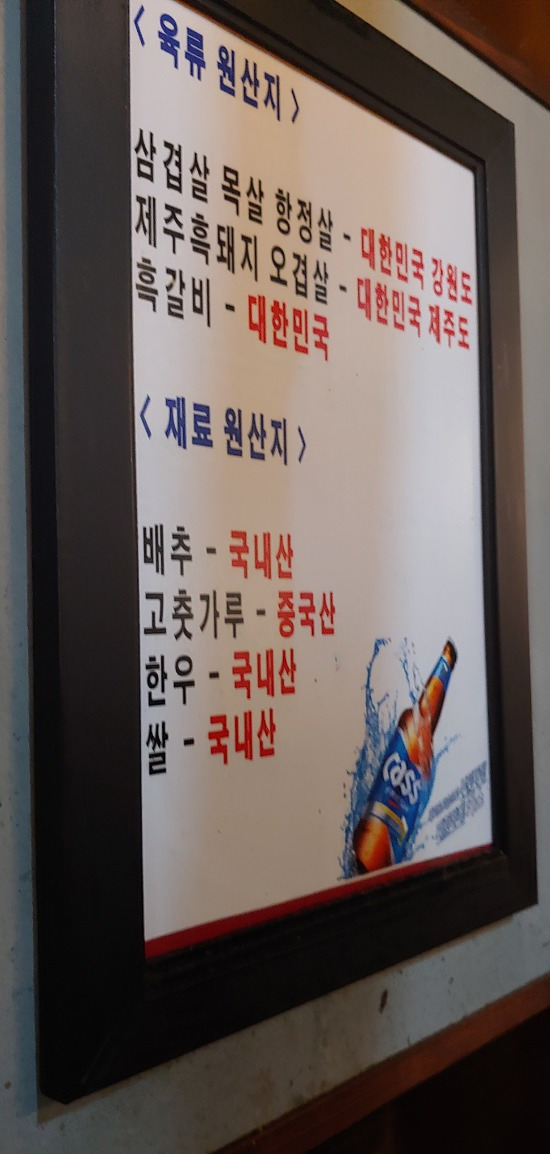 < 육류 원산지 >
삼겹살 목살 항정살 - 대한민국 강원도
제주흑돼지 오겹살 - 대한민국 제주도
흑갈비 - 대한민국
< 재료 원산지 >
배추 - 국내산
고춧가루 - 중국산
한우 - 국내산
쌀 - 국내산
cass